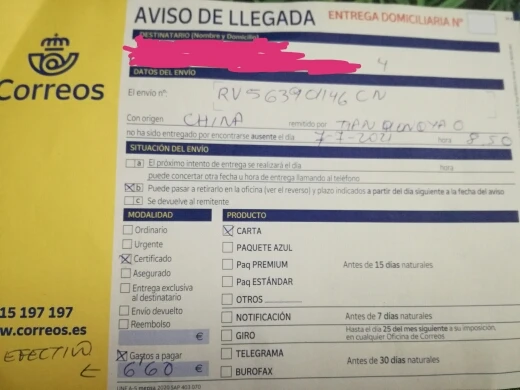 AVISO DE LLEGADA
ENTREGA DOMICILIARIA Nº
Correos
DESTINATARIO (Nombre y Domicilio)
4
DATOS DEL ENVÍO
El envío nº: CN
Con origen CHINA remitido por
no ha sido entregado por encontrarse ausente el día 7-7-2021 hora 8:50
SITUACIÓN DEL ENVÍO
a El próximo intento de entrega se realizará el día hora
puede concertar otra fecha u hora de entrega llamando al teléfono
b Puede pasar a retirarlo en la oficina (ver el reverso) y plazo indicados a partir del día siguiente a la fecha del aviso
c Se devuelve al remitente.
MODALIDAD
Ordinario
Urgente
Certificado
Asegurado
Entrega exclusiva
al destinatario
Envío devuelto
Reembolso
€
Gastos a pagar
6'60 €
PRODUCTO
CARTA
PAQUETE AZUL
Paq PREMIUM
Paq ESTÁNDAR
OTROS
Antes de 15 días naturales
NOTIFICACIÓN Antes de 7 días naturales
GIRO Hasta el día 25 del mes siguiente a su imposición,
en cualquier Oficina de Correos
TELEGRAMA
BUROFAX
Antes de 30 días naturales
15 197 197
w.correos.es
EFECTIVO